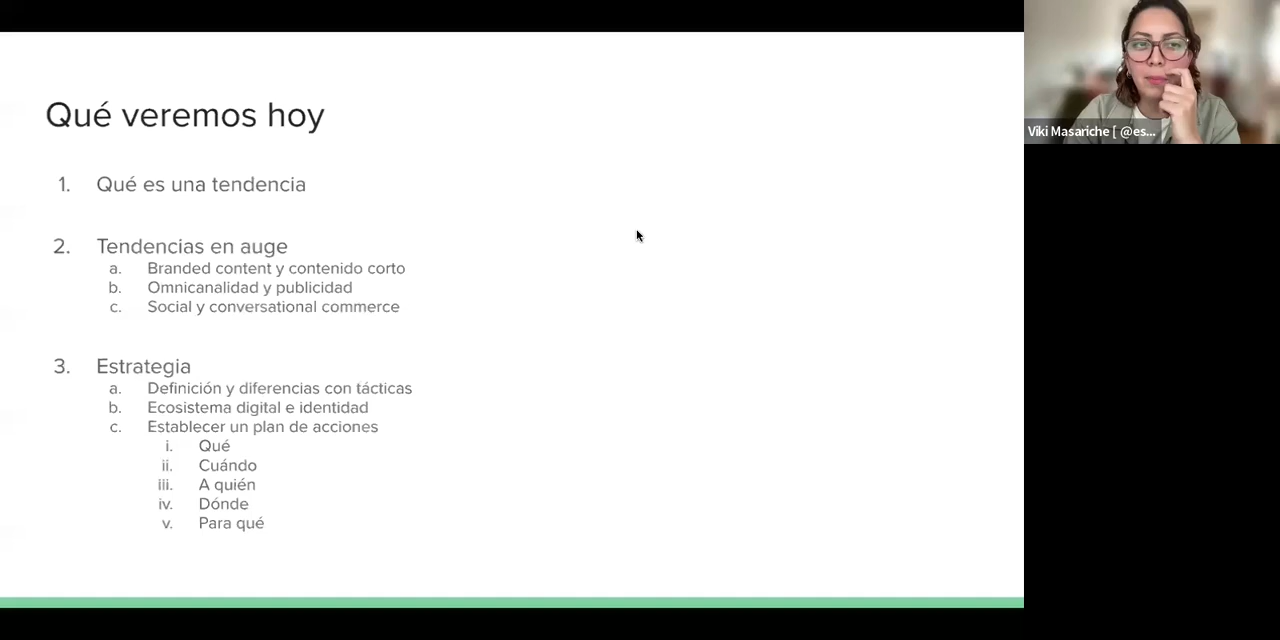 Qué veremos hoy
1. Qué es una tendencia
2. Tendencias en auge
a. Branded content y contenido corto
b. Omnicanalidad y publicidad
c. Social y conversational commerce
3. Estrategia
a. Definición y diferencias con tácticas
b. Ecosistema digital e identidad
c. Establecer un plan de acciones
i. Qué
ii. Cuándo
iii. A quién
iv. Dónde
v. Para qué
Viki Masariche [ @es...